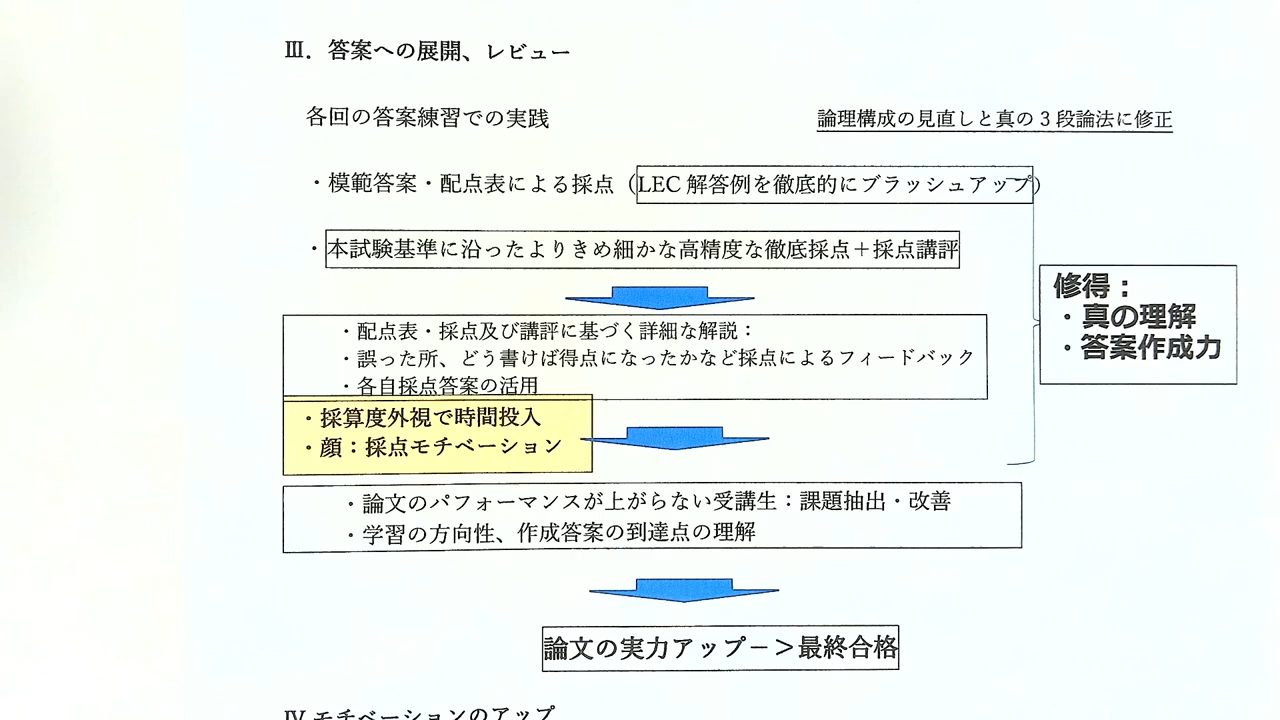 Ⅲ．答案への展開、レビュー
各回の答案練習での実践
論理構成の見直しと真の３段論法に修正
・模範答案・配点表による採点（LEC 解答例を徹底的にブラッシュアップ）
・本試験基準に沿ったよりきめ細かな高精度な徹底採点＋採点講評
修得：
・真の理解
・答案作成力
・配点表・採点及び講評に基づく詳細な解説：
・誤った所、どう書けば得点になったかなど採点によるフィードバック
・各自採点答案の活用
・採算度外視で時間投入
・顔：採点モチベーション
・論文のパフォーマンスが上がらない受講生：課題抽出・改善
・学習の方向性、作成答案の到達点の理解
論文の実力アップ－＞最終合格
Ⅳ モチベーションのアップ